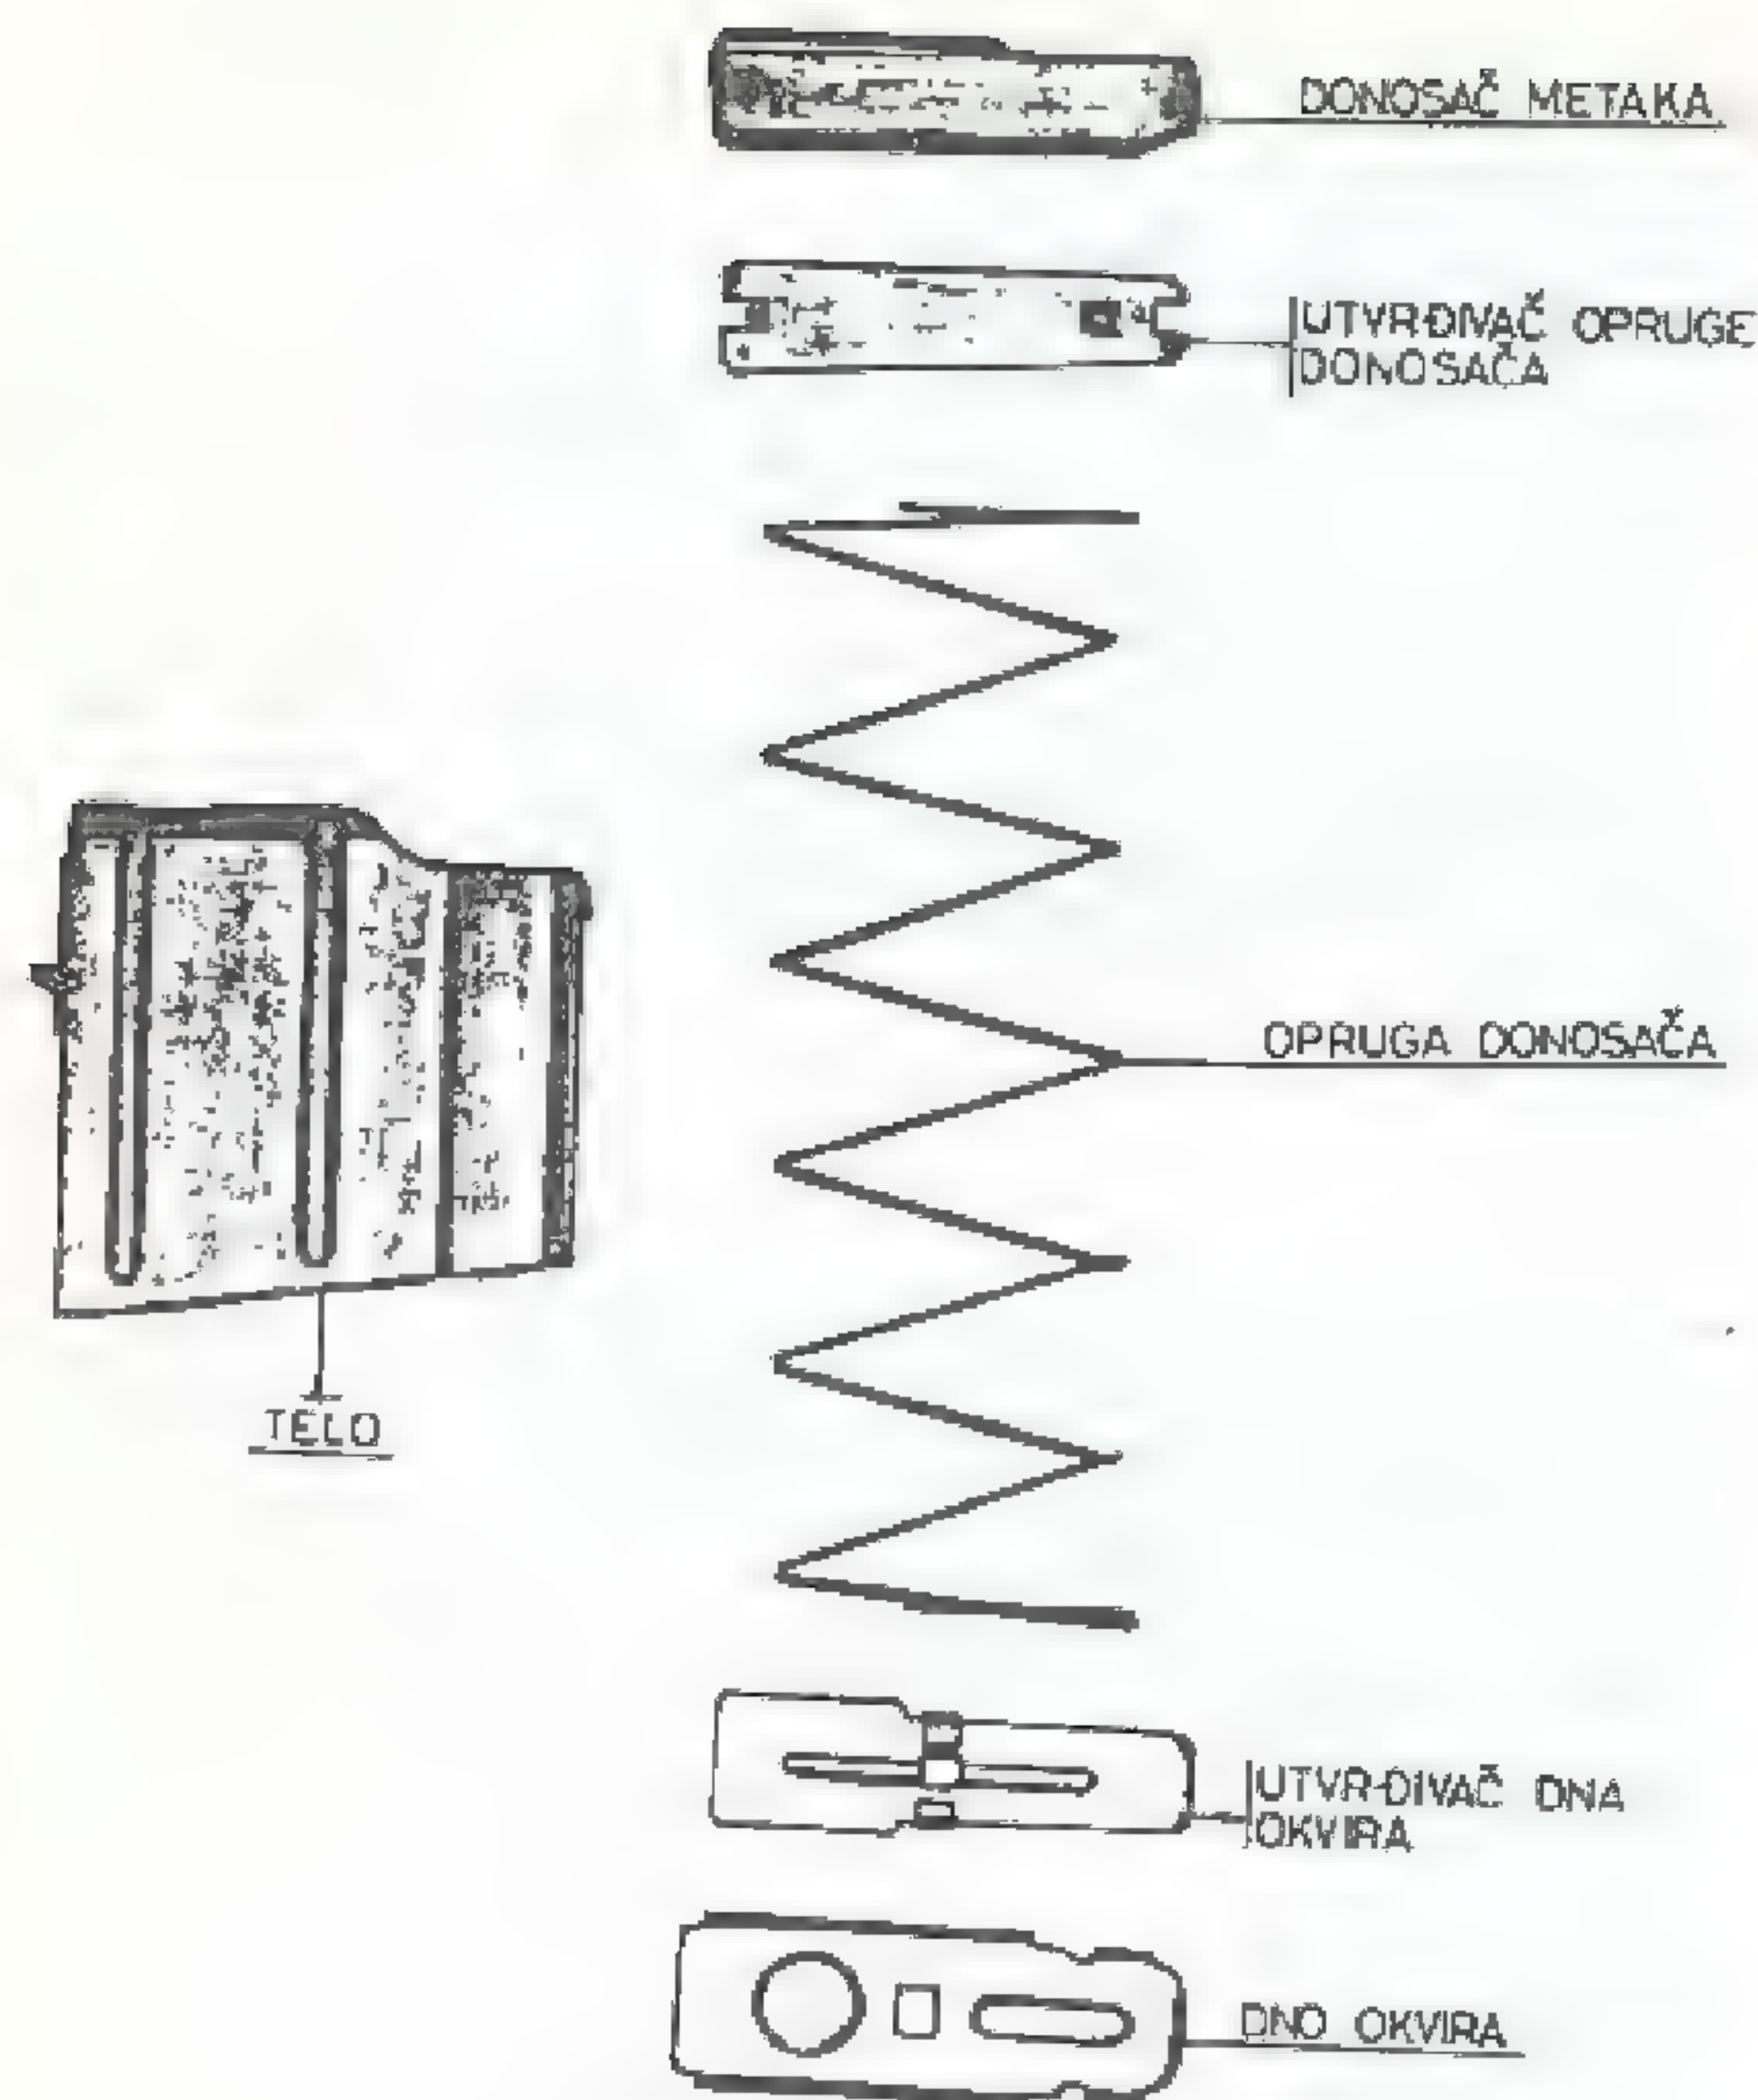 DONOSAČ METAKA
UTVRĐIVAČ OPRUGE
DONOSAČA
OPRUGA DONOSAČA
TELO
UTVRĐIVAČ DNA
OKVIRA
DNO OKVIRA